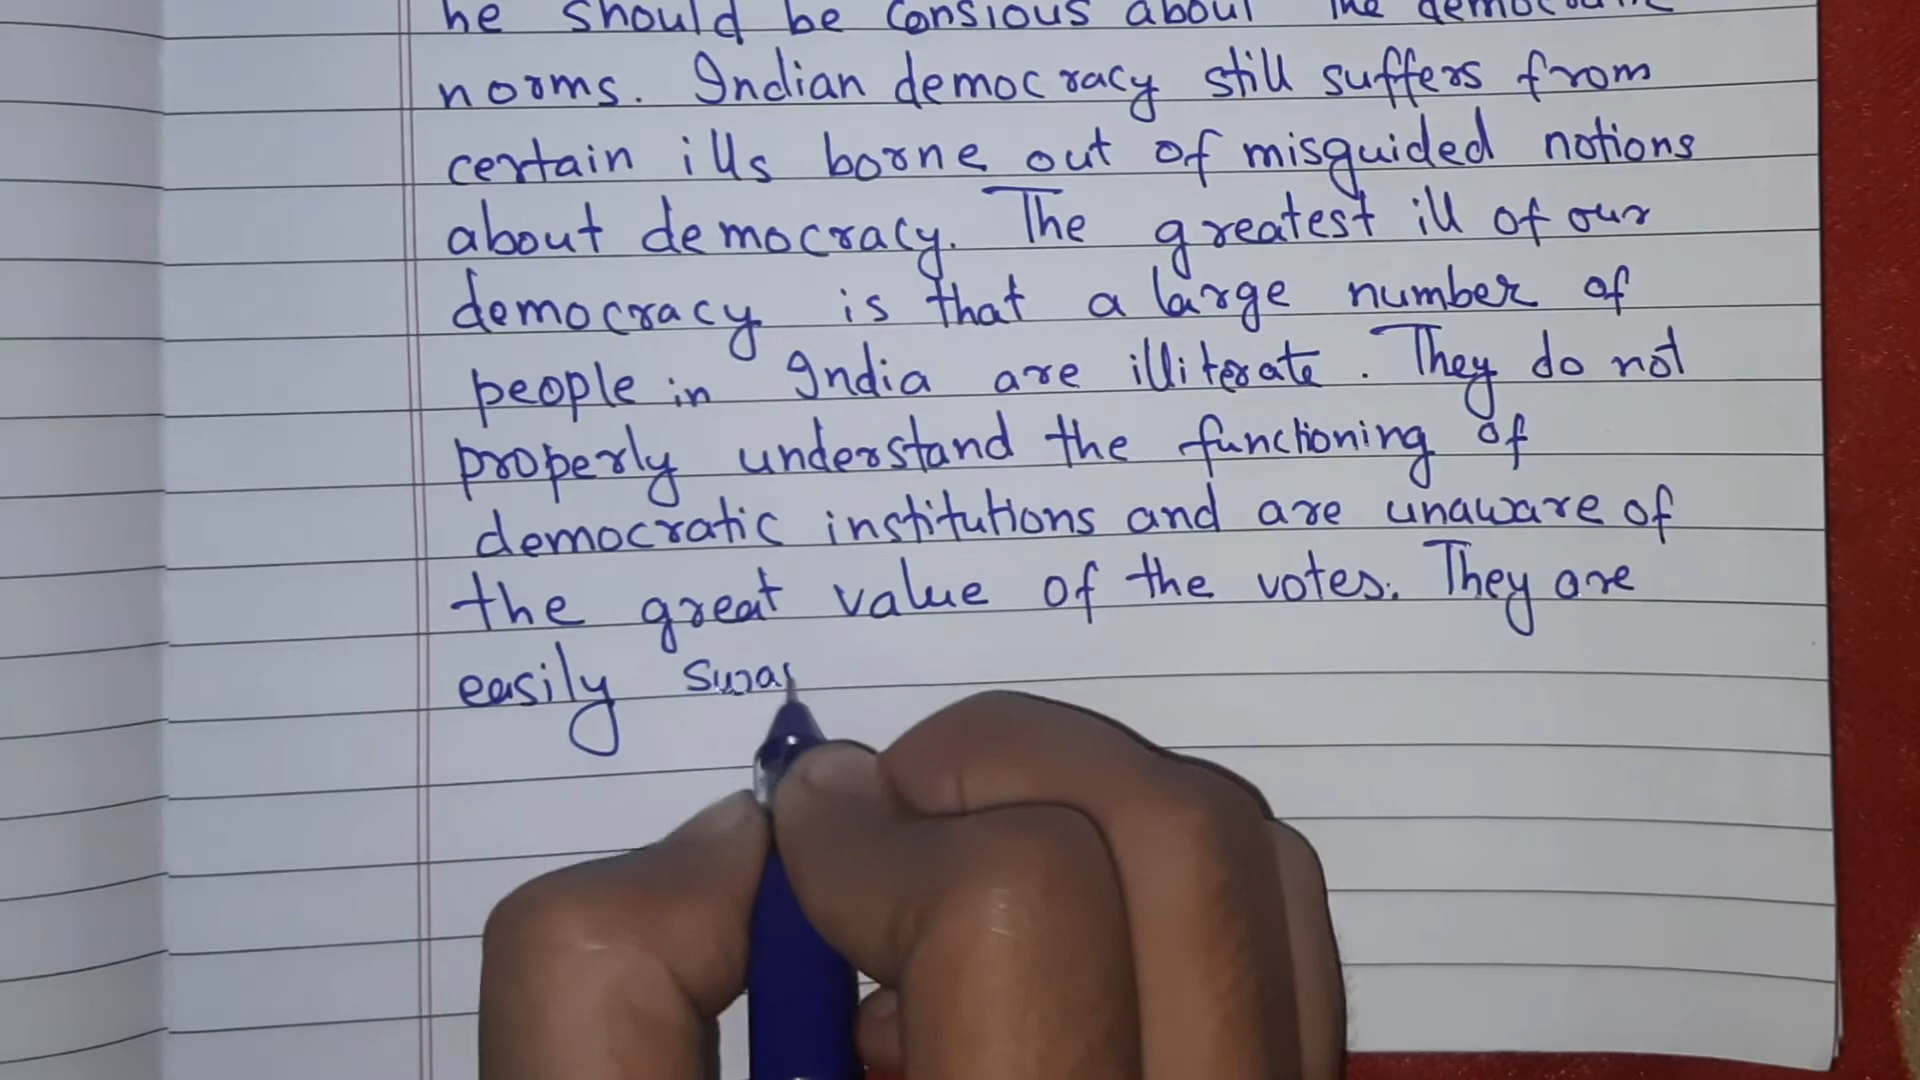 he should be consious about the democratic
norms. Indian democracy still suffers from
certain ills borne out of misguided notions
about democracy. The greatest ill of our
democracy is that a large number of
people in India are illiterate. They do not
properly understand the functioning of
democratic institutions and are unaware of
the great value of the votes. They are
easily